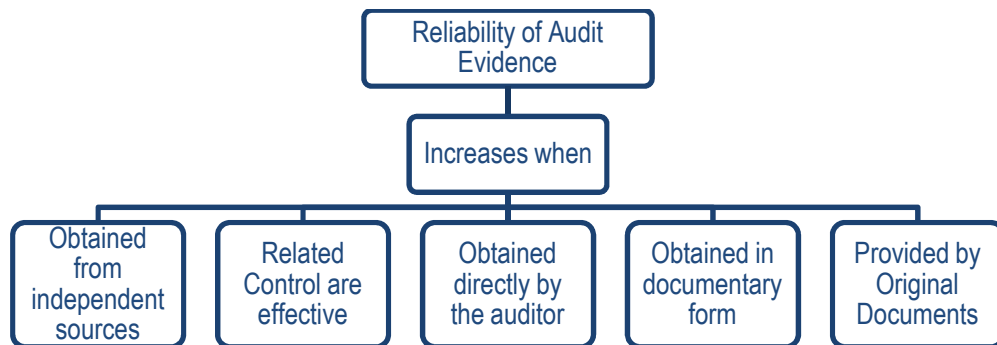 Reliability of Audit
Evidence
Increases when
Obtained
from
independent
sources
Related
Control are
effective
Obtained
directly by
the auditor
Obtained in
documentary
form
Provided by
Original
Documents